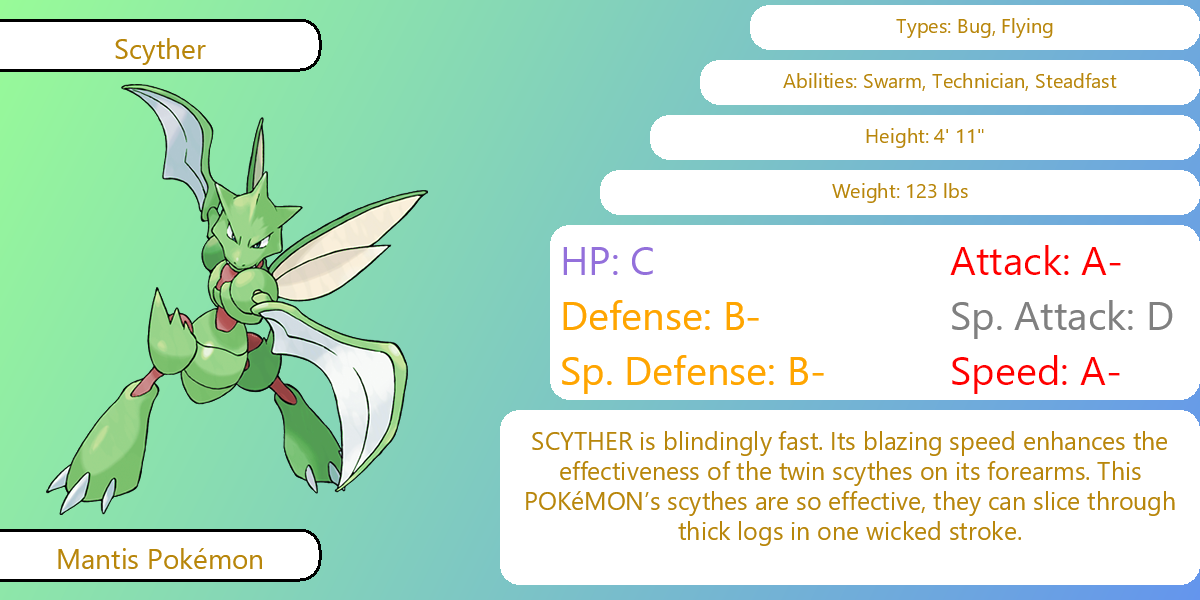 Scyther
Types: Bug, Flying
Abilities: Swarm, Technician, Steadfast
Height: 4' 11"
Weight: 123 lbs
HP: C
Attack: A-
Defense: B-
Sp. Attack: D
Sp. Defense: B-
Speed: A-
SCYTHER is blindingly fast. Its blazing speed enhances the
effectiveness of the twin scythes on its forearms. This
POKéMON’s scythes are so effective, they can slice through
thick logs in one wicked stroke.
Mantis Pokémon